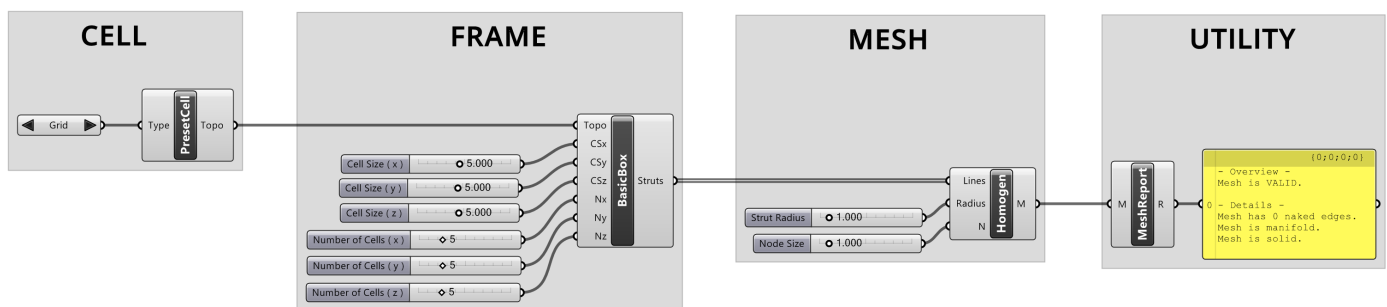 CELL
Grid
Type
PresetCell
Topo
FRAME
Cell Size ( x )
5.000
Cell Size ( y )
5.000
Cell Size ( z )
5.000
Number of Cells ( x )
5
Number of Cells ( y )
5
Number of Cells ( z )
5
Topo
CSx
CSy
CSz
Nx
Ny
Nz
BasicBox
Struts
MESH
Strut Radius
1.000
Node Size
1.000
Lines
Radius
N
Homogen
M
UTILITY
M
MeshReport
R
{0;0;0;0}
- Overview -
Mesh is VALID.
0 - Details -
Mesh has 0 naked edges.
Mesh is manifold.
Mesh is solid.